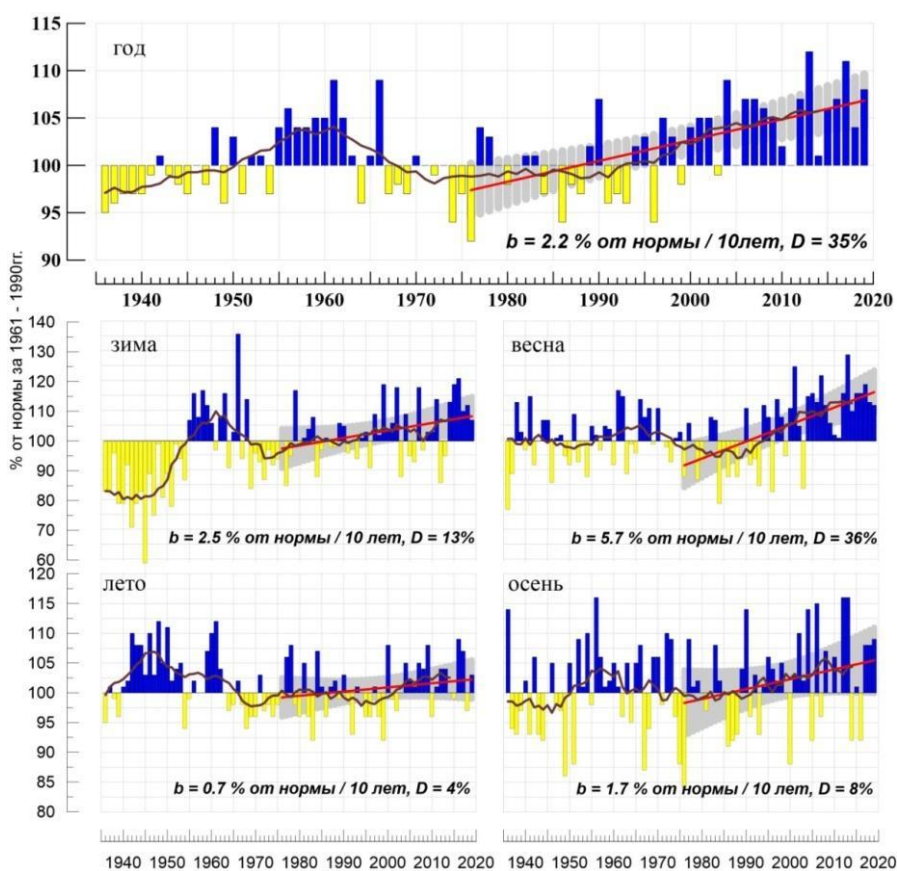 115
год
110
105
100
95
90
b = 2.2 % от нормы / 10лет, D = 35%
1940 1950 1960 1970 1980 1990 2000 2010 2020
% от нормы за 1961 - 1990гг.
140
зима
весна
130
120
110
100
90
80
70
60
b = 2.5 % от нормы / 10 лет, D = 13%
b = 5.7 % от нормы / 10 лет, D = 36%
120
лето
осень
115
110
105
100
95
90
85
80
b = 0.7 % от нормы / 10 лет, D = 4%
b = 1.7 % от нормы / 10 лет, D = 8%
1940 1950 1960 1970 1980 1990 2000 2010 2020
1940 1950 1960 1970 1980 1990 2000 2010 2020